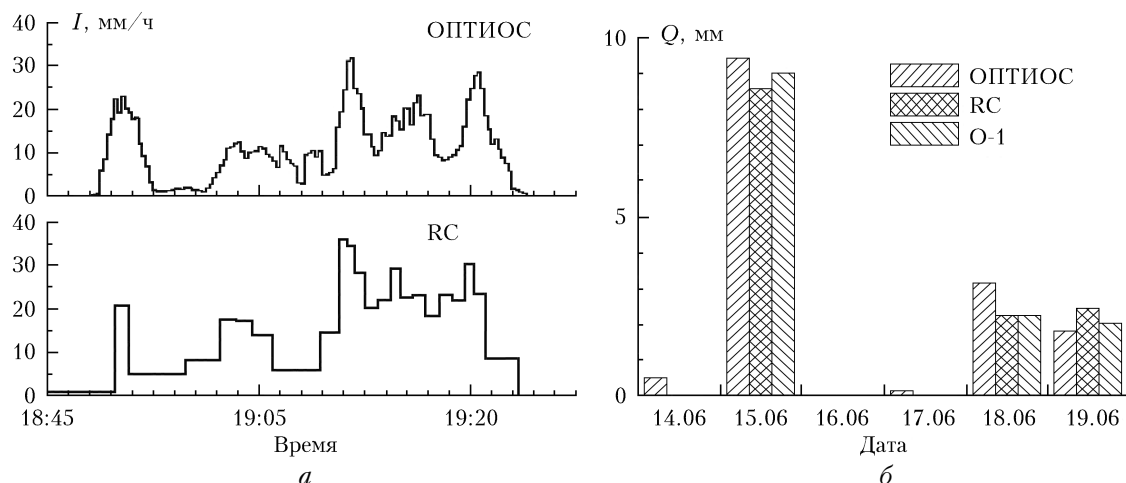 I, мм/ч
ОПТИОС
40
30
20
10
0
RC
40
30
20
10
0
18:45
19:05
19:20
Время
а
Q, мм
10
5
0
ОПТИОС
RC
О-1
14.06
15.06
16.06
17.06
18.06
19.06
Дата
б